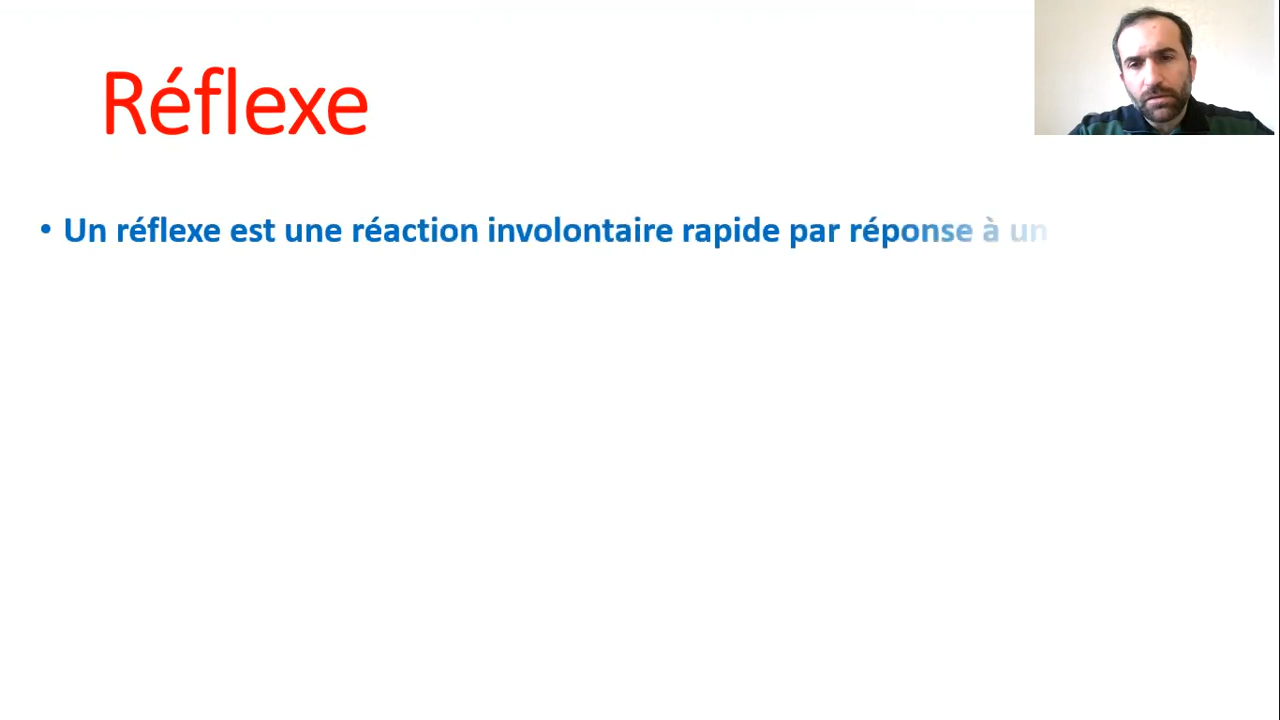 Réflexe
• Un réflexe est une réaction involontaire rapide par réponse à un